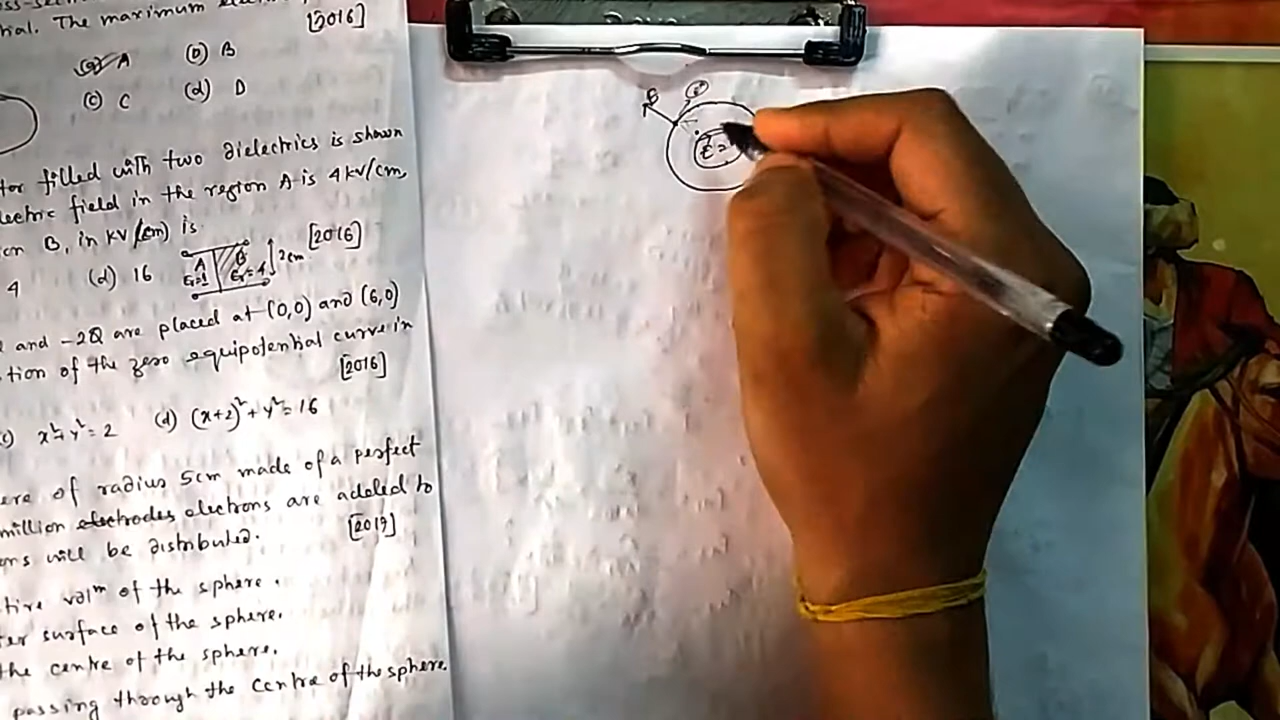 rial. The maximum
[2016]
(a) A (b) B
(c) C (d) D
tor filled with two dielectrics is shown
lectric field in the region A is 4 kV/cm,
on B, in kV/cm) is
[2016]
4 (d) 16
A B 2cm
εr=1 εr=4
and -2Q are placed at (0,0) and (6,0)
tion of the zero equipotential curve in
[2016]
c) x²+y²=2 (d) (x+2)²+y²=16
ere of radius 5cm made of a perfect
million electrodes electrons are added to
ons will be distributed. [2019]
tire volm of the sphere.
ter surface of the sphere.
the centre of the sphere.
passing through the centre of the sphere.
B
E=